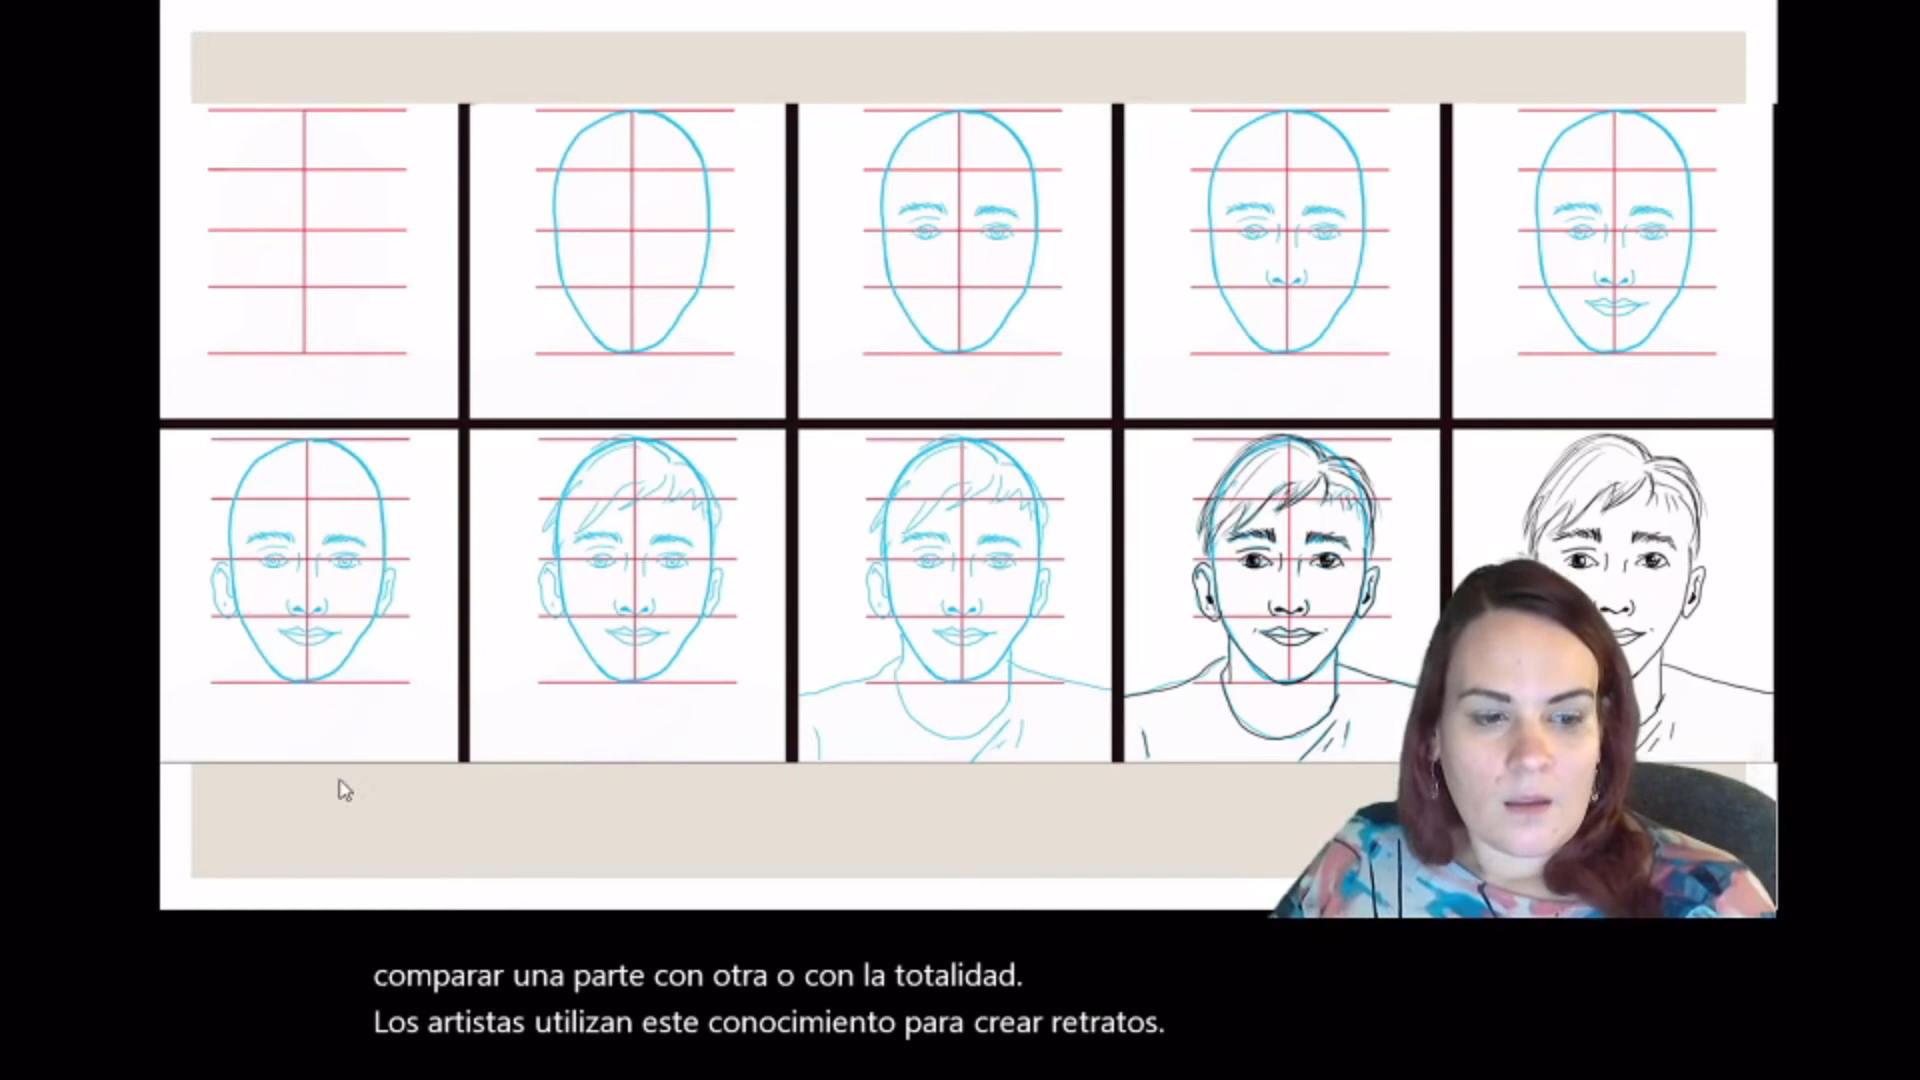 comparar una parte con otra o con la totalidad.
Los artistas utilizan este conocimiento para crear retratos.